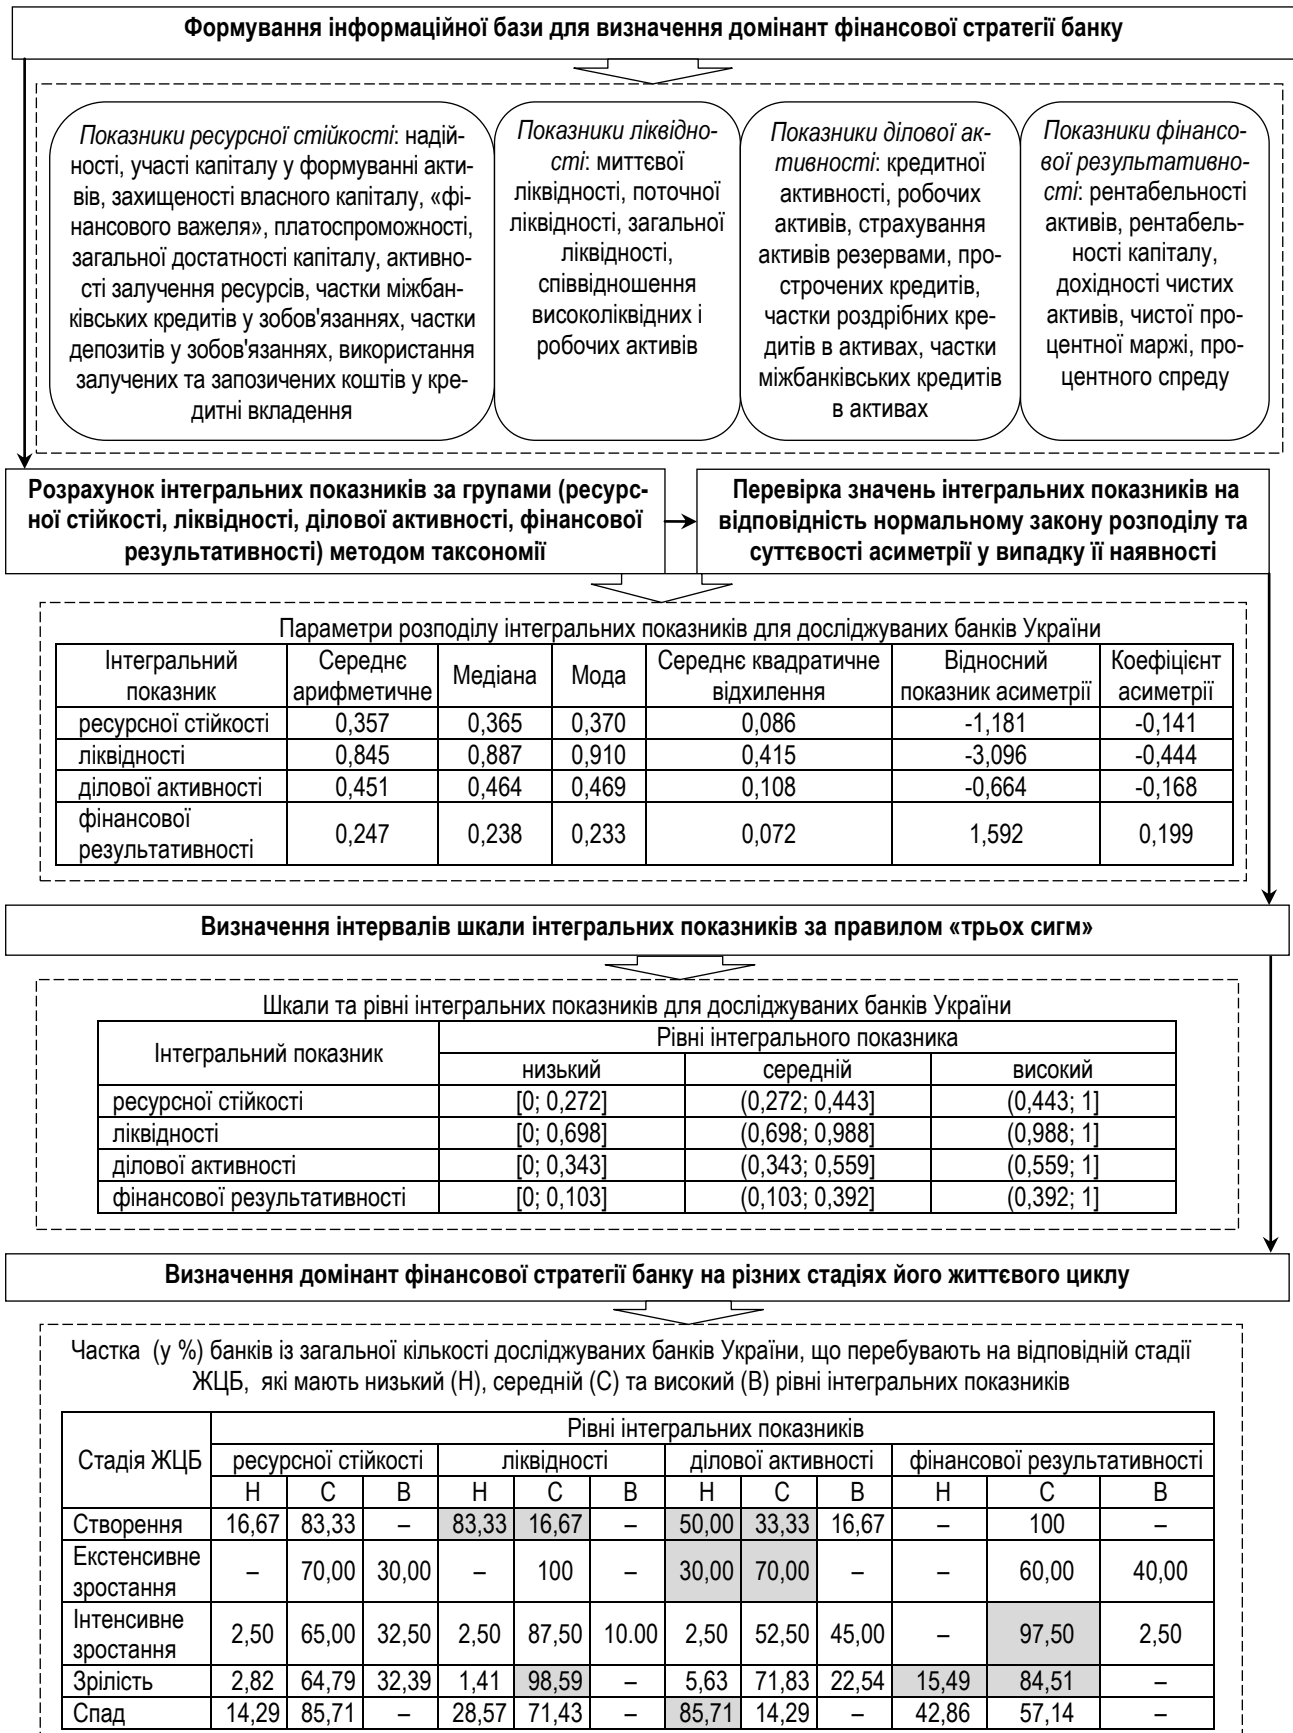 Формування інформаційної бази для визначення домінант фінансової стратегії банку
Показники ресурсної стійкості: надій-
ності, участі капіталу у формуванні акти-
вів, захищеності власного капіталу, «фі-
нансового важеля», платоспроможності,
загальної достатності капіталу, активно-
сті залучення ресурсів, частки міжбан-
ківських кредитів у зобов'язаннях, частки
депозитів у зобов'язаннях, використання
залучених та запозичених коштів у кре-
дитні вкладення
Показники ліквідно-
сті: миттєвої
ліквідності, поточної
ліквідності, загальної
ліквідності,
співвідношення
високоліквідних і
робочих активів
Показники ділової ак-
тивності: кредитної
активності, робочих
активів, страхування
активів резервами, про-
строчених кредитів,
частки роздрібних кре-
дитів в активах, частки
міжбанківських кредитів
в активах
Показники фінансо-
вої результативно-
сті: рентабельності
активів, рентабель-
ності капіталу,
дохідності чистих
активів, чистої про-
центної маржі, про-
центного спреду
Розрахунок інтегральних показників за групами (ресурс-
ної стійкості, ліквідності, ділової активності, фінансової
результативності) методом таксономії
Перевірка значень інтегральних показників на
відповідність нормальному закону розподілу та
суттєвості асиметрії у випадку її наявності
Параметри розподілу інтегральних показників для досліджуваних банків України
Інтегральний показник Середнє арифметичне Медіана Мода Середнє квадратичне відхилення Відносний показник асиметрії Коефіцієнт асиметрії
ресурсної стійкості 0,357 0,365 0,370 0,086 -1,181 -0,141
ліквідності 0,845 0,887 0,910 0,415 -3,096 -0,444
ділової активності 0,451 0,464 0,469 0,108 -0,664 -0,168
фінансової результативності 0,247 0,238 0,233 0,072 1,592 0,199
Визначення інтервалів шкали інтегральних показників за правилом «трьох сигм»
Шкали та рівні інтегральних показників для досліджуваних банків України
Інтегральний показник Рівні інтегрального показника
низький середній високий
ресурсної стійкості [0; 0,272] (0,272; 0,443] (0,443; 1]
ліквідності [0; 0,698] (0,698; 0,988] (0,988; 1]
ділової активності [0; 0,343] (0,343; 0,559] (0,559; 1]
фінансової результативності [0; 0,103] (0,103; 0,392] (0,392; 1]
Визначення домінант фінансової стратегії банку на різних стадіях його життєвого циклу
Частка (у %) банків із загальної кількості досліджуваних банків України, що перебувають на відповідній стадії
ЖЦБ, які мають низький (Н), середній (С) та високий (В) рівні інтегральних показників
Стадія ЖЦБ Рівні інтегральних показників
ресурсної стійкості ліквідності ділової активності фінансової результативності
Н С В Н С В Н С В Н С В
Створення 16,67 83,33 – 83,33 16,67 – 50,00 33,33 16,67 – 100 –
Екстенсивне зростання – 70,00 30,00 – 100 – 30,00 70,00 – – 60,00 40,00
Інтенсивне зростання 2,50 65,00 32,50 2,50 87,50 10.00 2,50 52,50 45,00 – 97,50 2,50
Зрілість 2,82 64,79 32,39 1,41 98,59 – 5,63 71,83 22,54 15,49 84,51 –
Спад 14,29 85,71 – 28,57 71,43 – 85,71 14,29 – 42,86 57,14 –